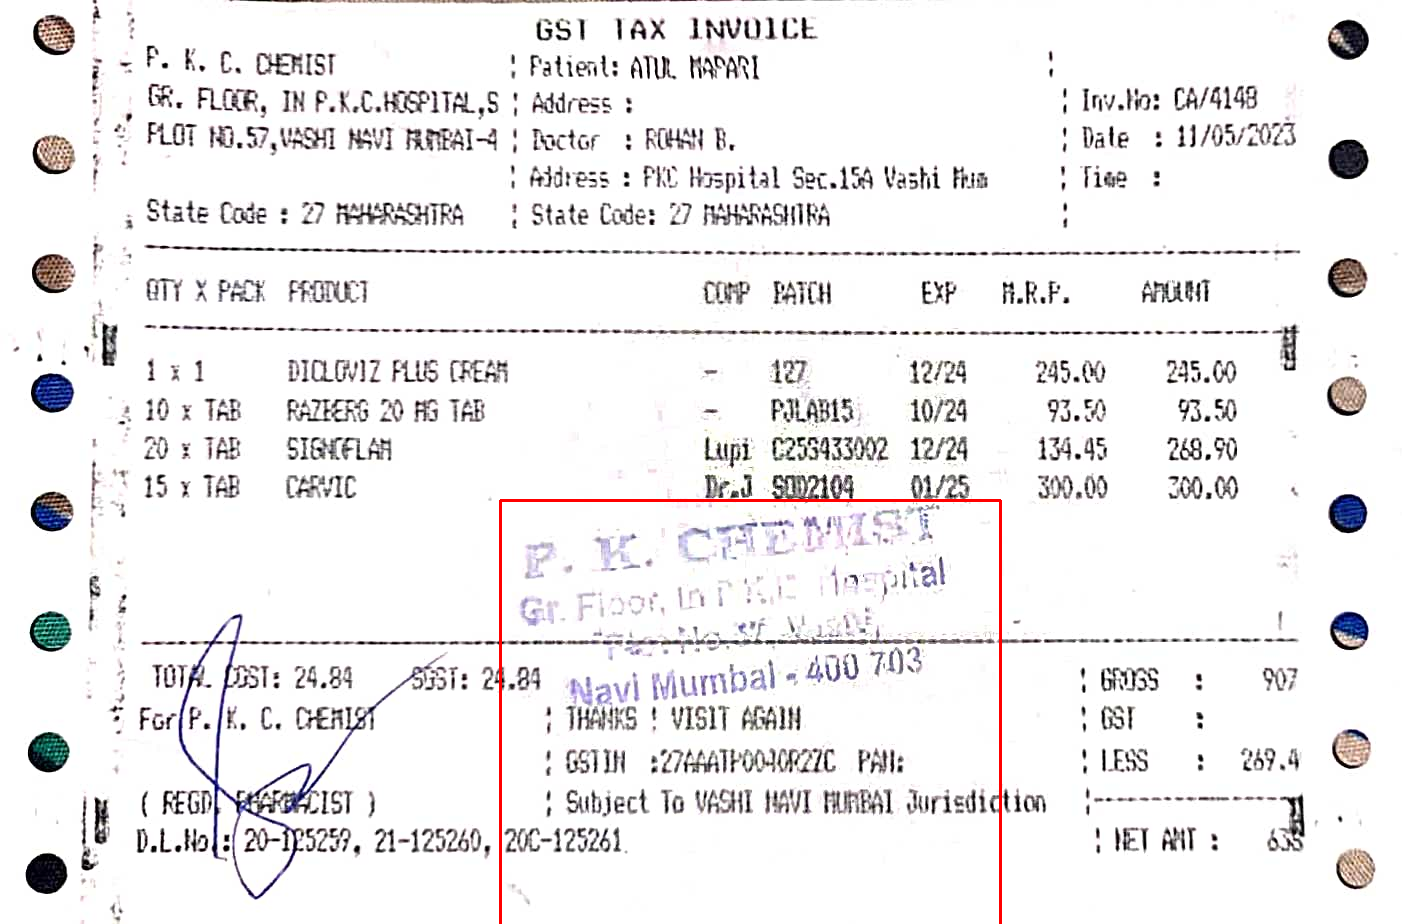 GST TAX INVOICE
P. K. C. CHEMIST ¦ Patient: ATUL MAPARI ¦
GR. FLOOR, IN P.K.C.HOSPITAL,S ¦ Address : ¦ Inv.No: CA/4148
PLOT NO.57,VASHI NAVI MUMBAI-4 ¦ Doctor : ROHAN B. ¦ Date : 11/05/2023
¦ Address : PKC Hospital Sec.15A Vashi Mum ¦ Time :
State Code : 27 MAHARASHTRA ¦ State Code: 27 MAHARASHTRA ¦
QTY X PACK PRODUCT COMP BATCH EXP M.R.P. AMOUNT
1 x 1 DICLOVIZ PLUS CREAM - 127 12/24 245.00 245.00
10 x TAB RAZBERG 20 MG TAB - PJLAB15 10/24 93.50 93.50
20 x TAB SIGNOFLAM Lupi C25S433002 12/24 134.45 268.90
15 x TAB CARVIC Dr.J SOD2104 01/25 300.00 300.00
P. K. CHEMIST
Gr. Floor, In P.K.C. Hospital
Navi Mumbai - 400 703
TOTAL CGST: 24.84 SGST: 24.84 ¦ GROSS : 907
For P. K. C. CHEMIST ¦ THANKS ! VISIT AGAIN ¦ GST :
¦ GSTIN : PAN: ¦ LESS : 269.4
( REGD. PHARMACIST ) ¦ Subject To VASHI NAVI MUMBAI Jurisdiction
D.L.No.: 20-125259, 21-125260, 20C-125261 ¦ NET AMT : 638